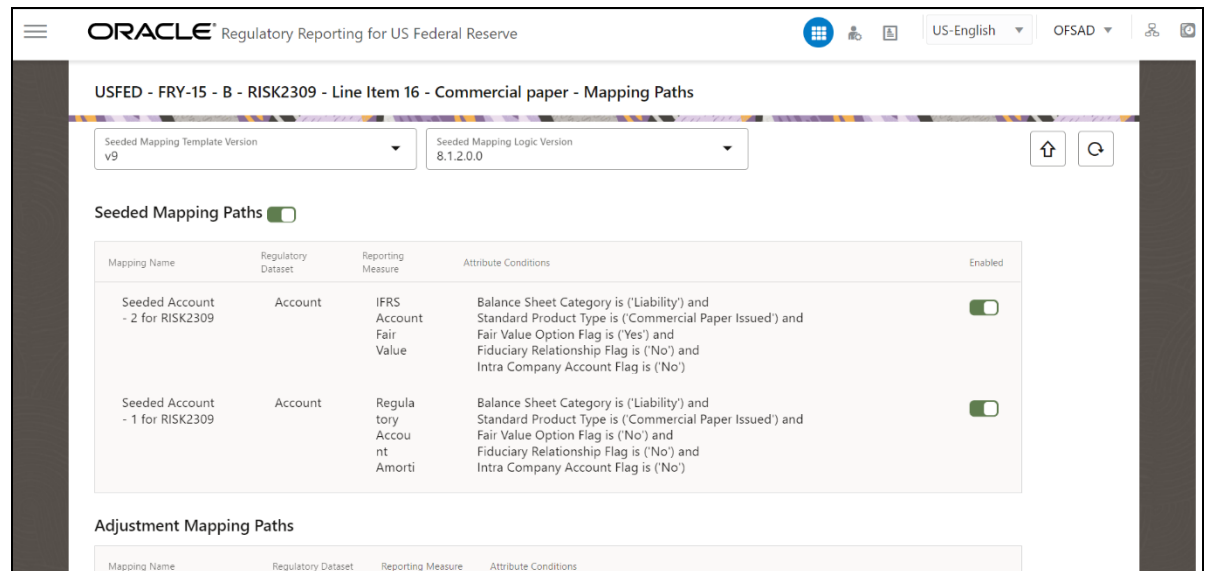 ORACLE® Regulatory Reporting for US Federal Reserve US-English OFSAD
USFED - FRY-15 - B - RISK2309 - Line Item 16 - Commercial paper - Mapping Paths
Seeded Mapping Template Version
v9
Seeded Mapping Logic Version
8.1.2.0.0
Seeded Mapping Paths
Mapping Name
Regulatory
Dataset
Reporting
Measure
Attribute Conditions
Enabled
Seeded Account
- 2 for RISK2309
Account
IFRS
Account
Fair
Value
Balance Sheet Category is ('Liability') and
Standard Product Type is ('Commercial Paper Issued') and
Fair Value Option Flag is ('Yes') and
Fiduciary Relationship Flag is ('No') and
Intra Company Account Flag is ('No')
Seeded Account
- 1 for RISK2309
Account
Regula
tory
Accou
nt
Amorti
Balance Sheet Category is ('Liability') and
Standard Product Type is ('Commercial Paper Issued') and
Fair Value Option Flag is ('No') and
Fiduciary Relationship Flag is ('No') and
Intra Company Account Flag is ('No')
Adjustment Mapping Paths
Mapping Name Regulatory Dataset Reporting Measure Attribute Conditions